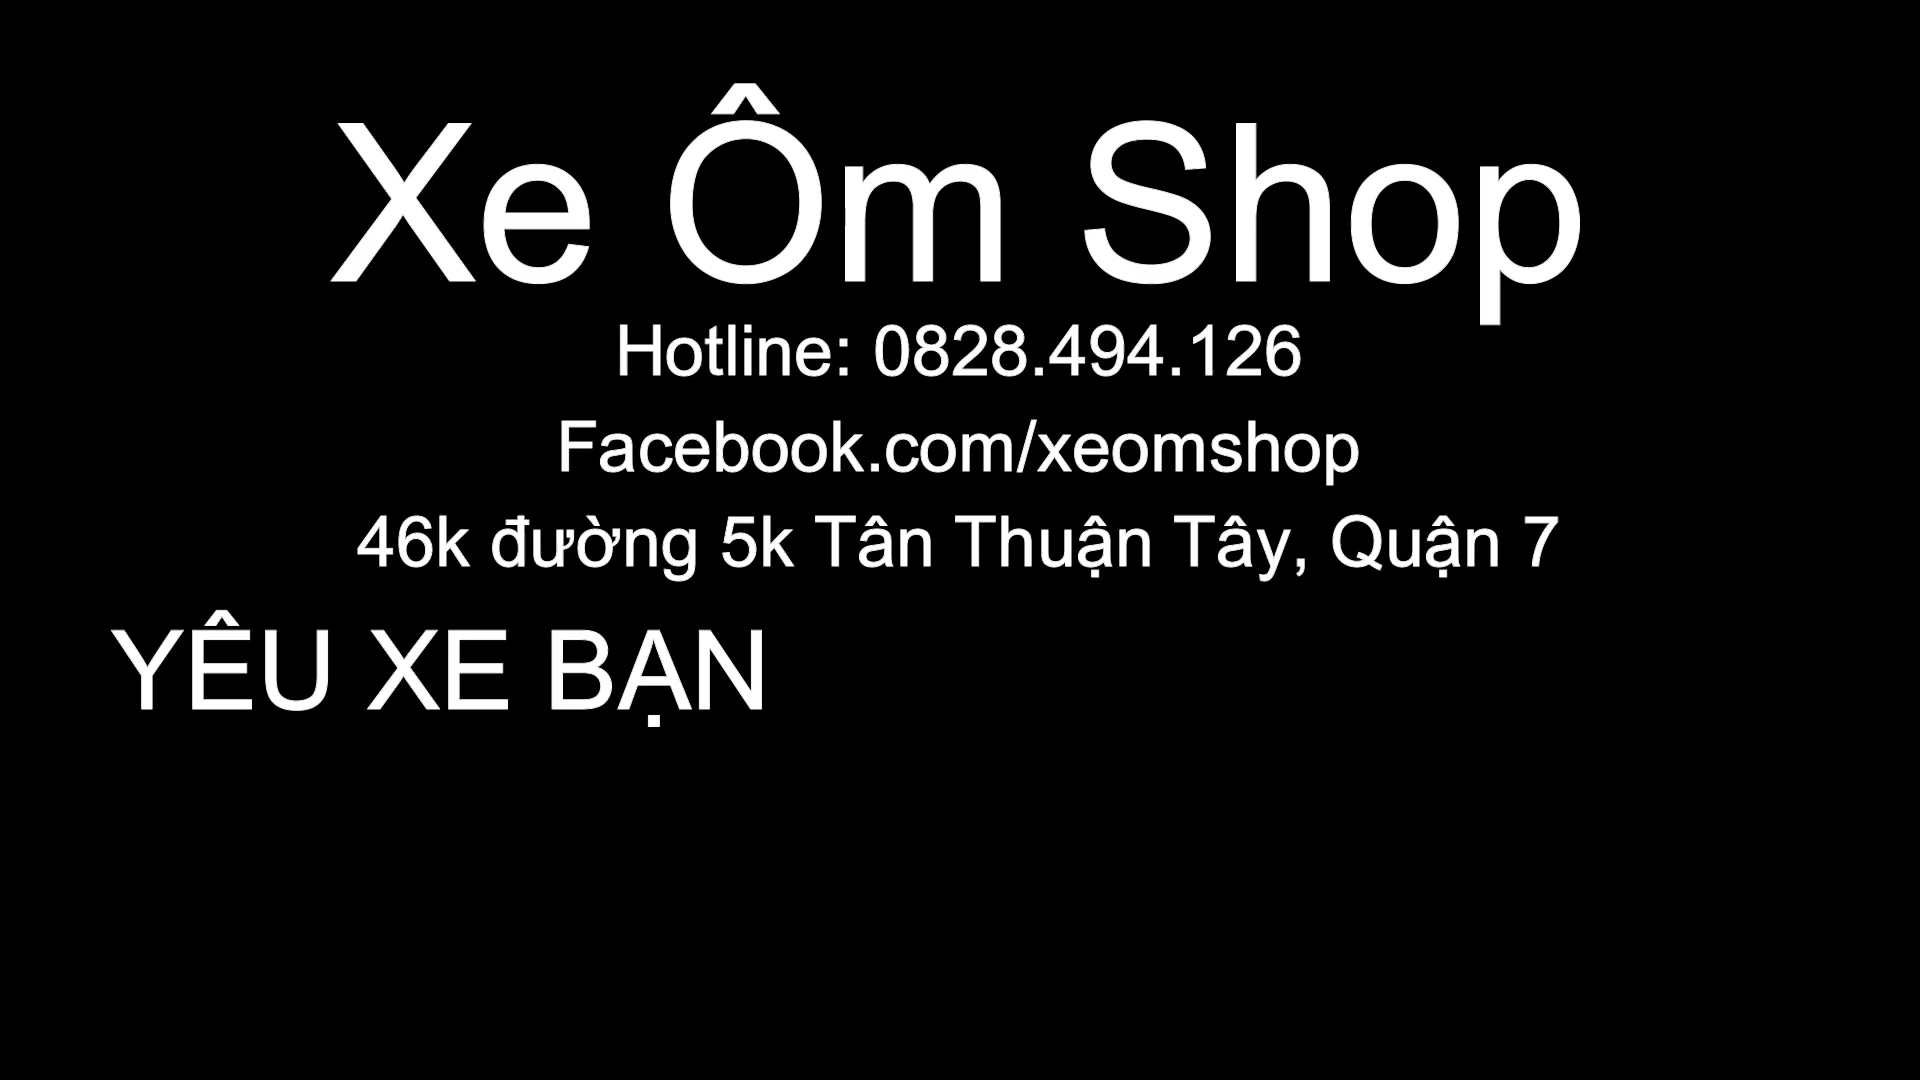 Xe Ôm Shop
Hotline: 0828.494.126
Facebook.com/xeomshop
46k đường 5k Tân Thuận Tây, Quận 7
YÊU XE BẠN